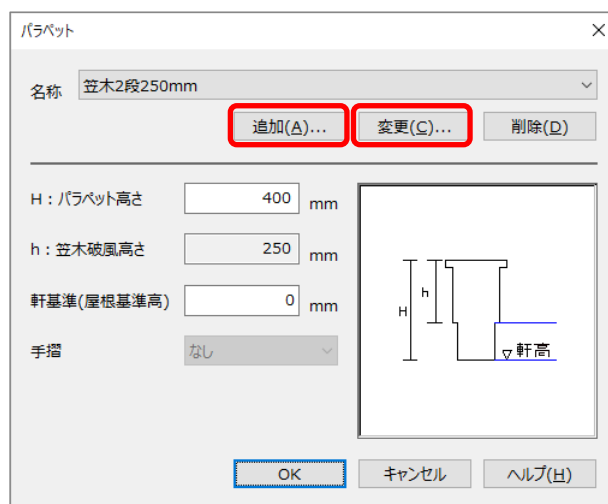 パラペット
名称 笠木2段250mm
追加(A)... 変更(C)... 削除(D)
H：パラペット高さ 400 mm
h：笠木破風高さ 250 mm
軒基準(屋根基準高) 0 mm
手摺 なし
h
H
軒高
OK キャンセル ヘルプ(H)